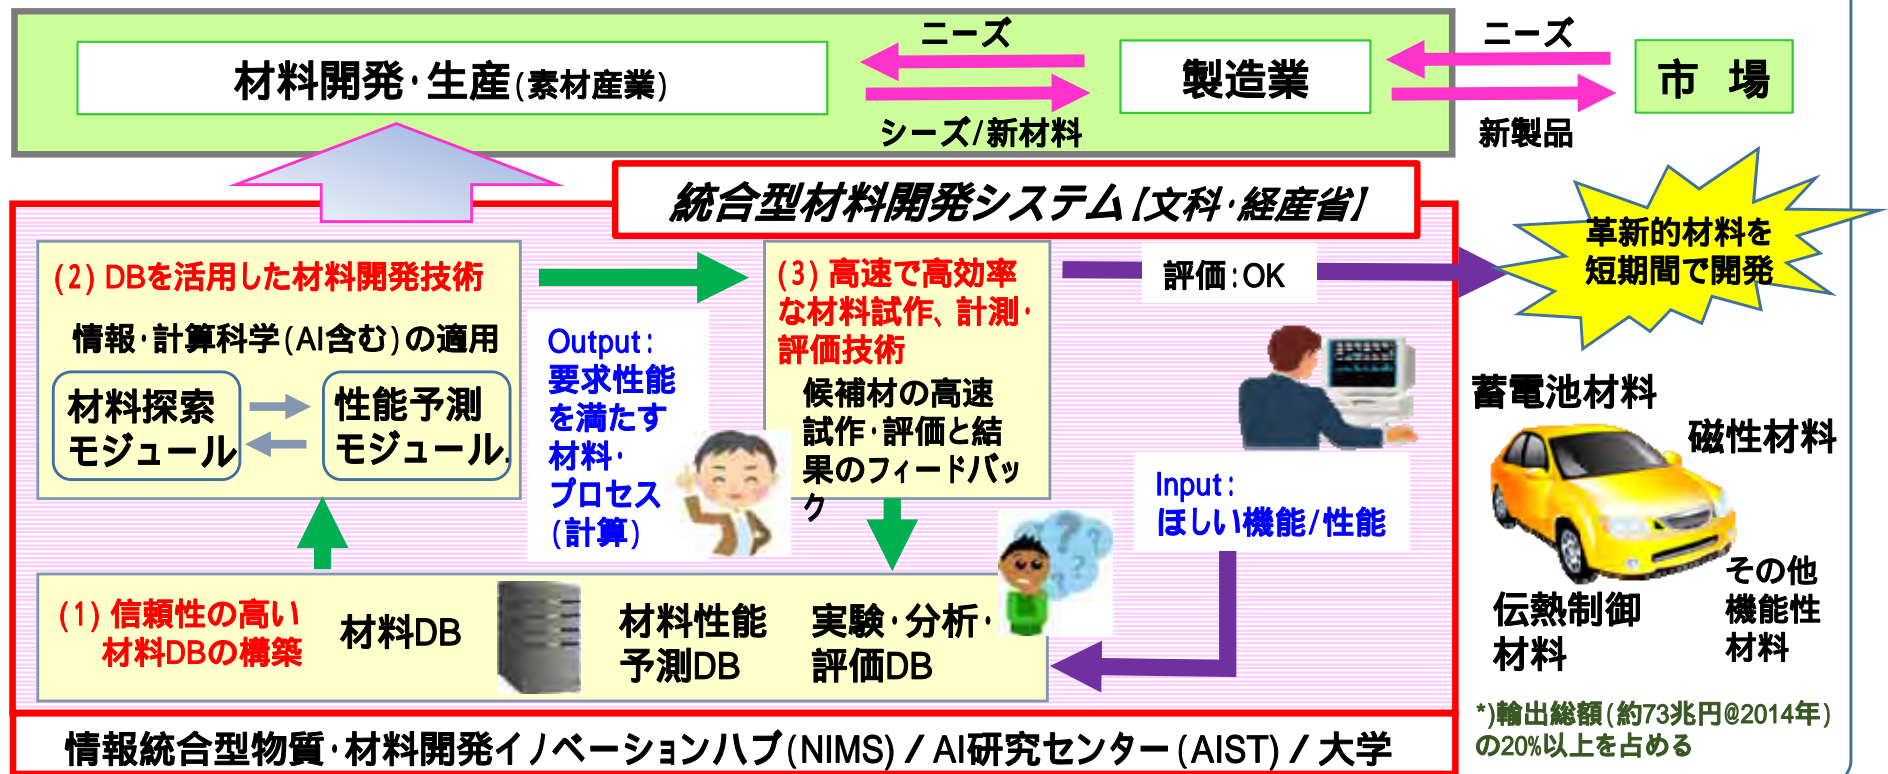 ニーズ
ニーズ
材料開発・生産(素材産業)
製造業
市 場
シーズ/新材料
新製品
統合型材料開発システム【文科・経産省】
革新的材料を
短期間で開発
(2) DBを活用した材料開発技術
情報・計算科学(AI含む)の適用
材料探索
モジュール
性能予測
モジュール.
Output:
要求性能
を満たす
材料・
プロセス
(計算)
(3) 高速で高効率
な材料試作、計測・
評価技術
候補材の高速
試作・評価と結
果のフィードバッ
ク
評価:OK
Input:
ほしい機能/性能
(1) 信頼性の高い
材料DBの構築
材料DB
材料性能
予測DB
実験・分析・
評価DB
蓄電池材料
磁性材料
伝熱制御
材料
その他
機能性
材料
*)輸出総額(約73兆円@2014年)
の20%以上を占める
情報統合型物質・材料開発イノベーションハブ(NIMS) / AI研究センター(AIST) / 大学